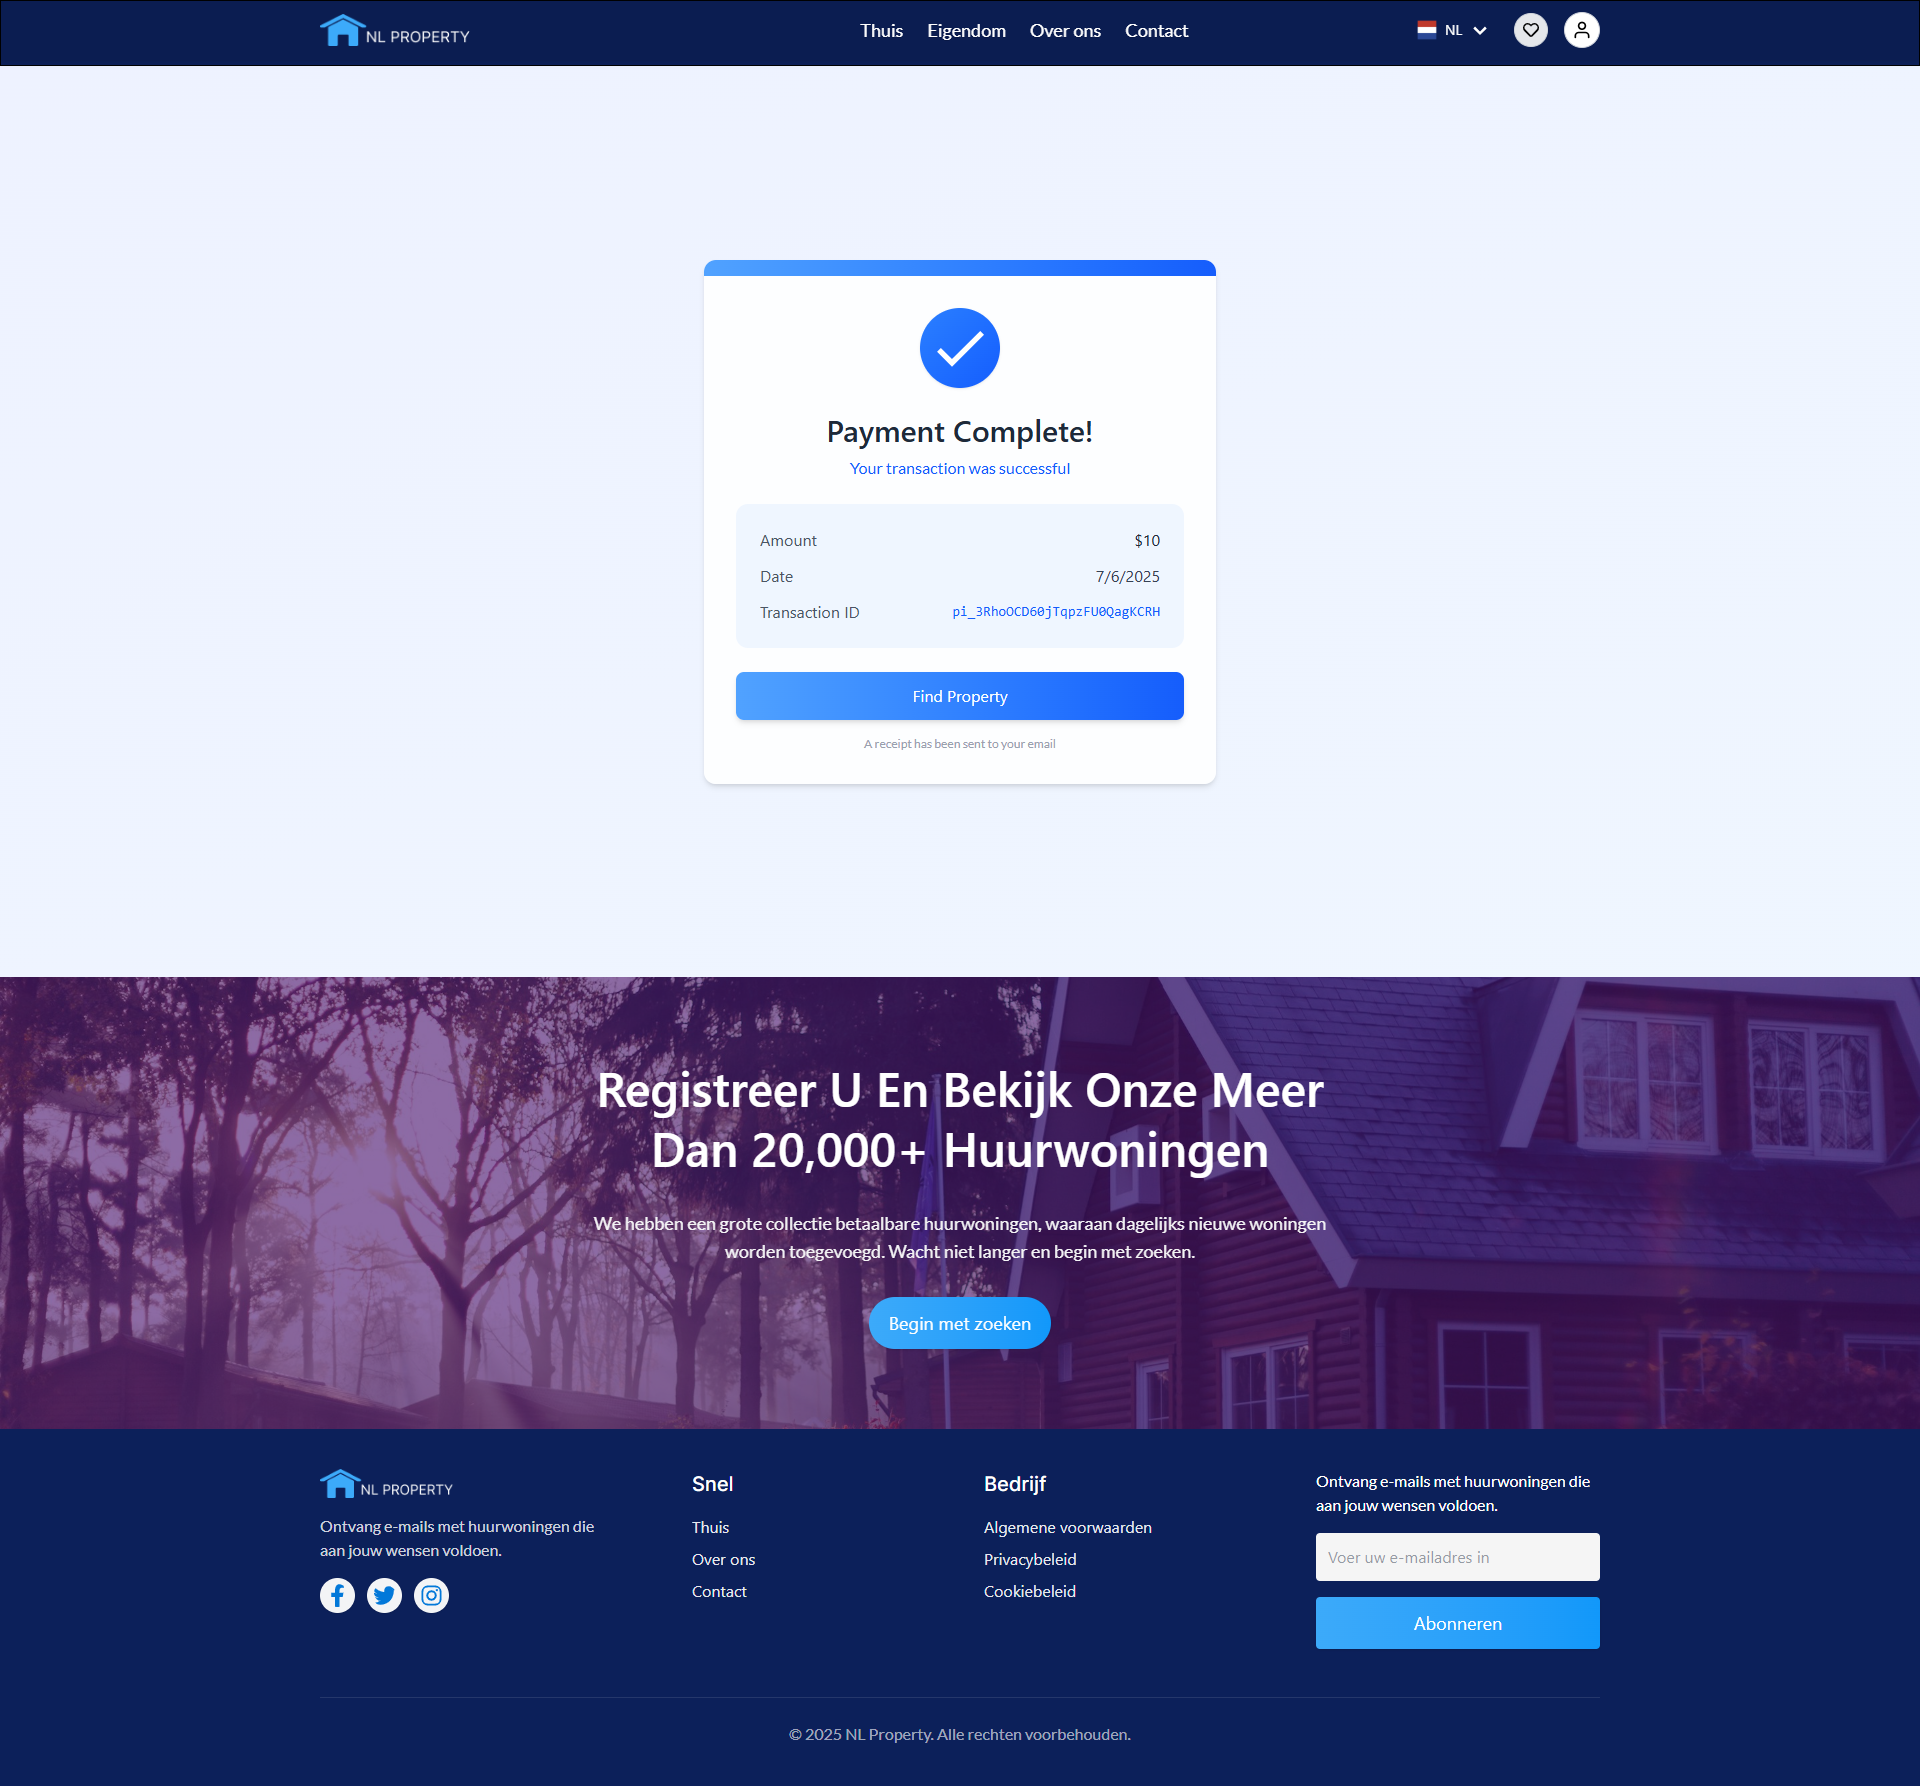 NL PROPERTY
Thuis Eigendom Over ons Contact
NL
Payment Complete!
Your transaction was successful
Amount $10
Date 7/6/2025
Transaction ID pi_3RhoOCD60jTqpzFU0QagKCRH
Find Property
A receipt has been sent to your email
Registreer U En Bekijk Onze Meer
Dan 20,000+ Huurwoningen
We hebben een grote collectie betaalbare huurwoningen, waaraan dagelijks nieuwe woningen
worden toegevoegd. Wacht niet langer en begin met zoeken.
Begin met zoeken
NL PROPERTY
Ontvang e-mails met huurwoningen die
aan jouw wensen voldoen.
Snel
Thuis
Over ons
Contact
Bedrijf
Algemene voorwaarden
Privacybeleid
Cookiebeleid
Ontvang e-mails met huurwoningen die
aan jouw wensen voldoen.
Voer uw e-mailadres in
Abonneren
© 2025 NL Property. Alle rechten voorbehouden.